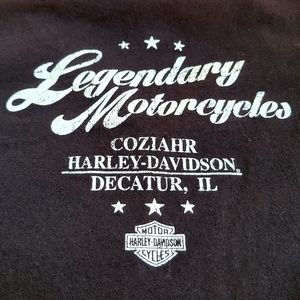 Legendary
Motorcycles
COZIAHR
HARLEY-DAVIDSON
DECATUR, IL
MOTOR
HARLEY-DAVIDSON
CYCLES